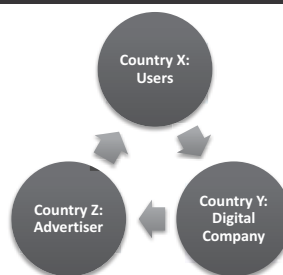 Country X:
Users
Country Z:
Advertiser
Country Y:
Digital
Company